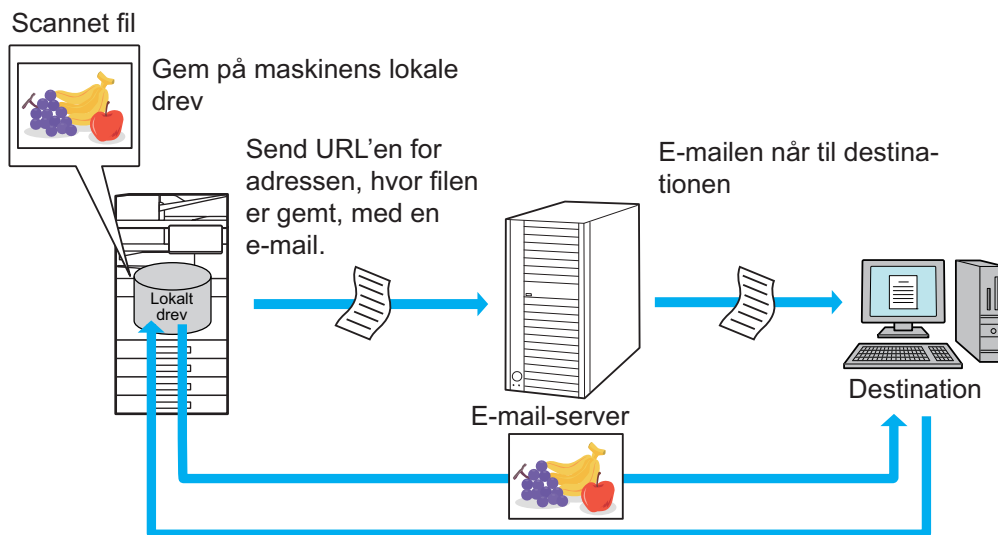 Scannet fil
Gem på maskinens lokale
drev
Send URL'en for
adressen, hvor filen
er gemt, med en
e-mail.
E-mailen når til destina-
tionen
Lokalt
drev
E-mail-server
Destination